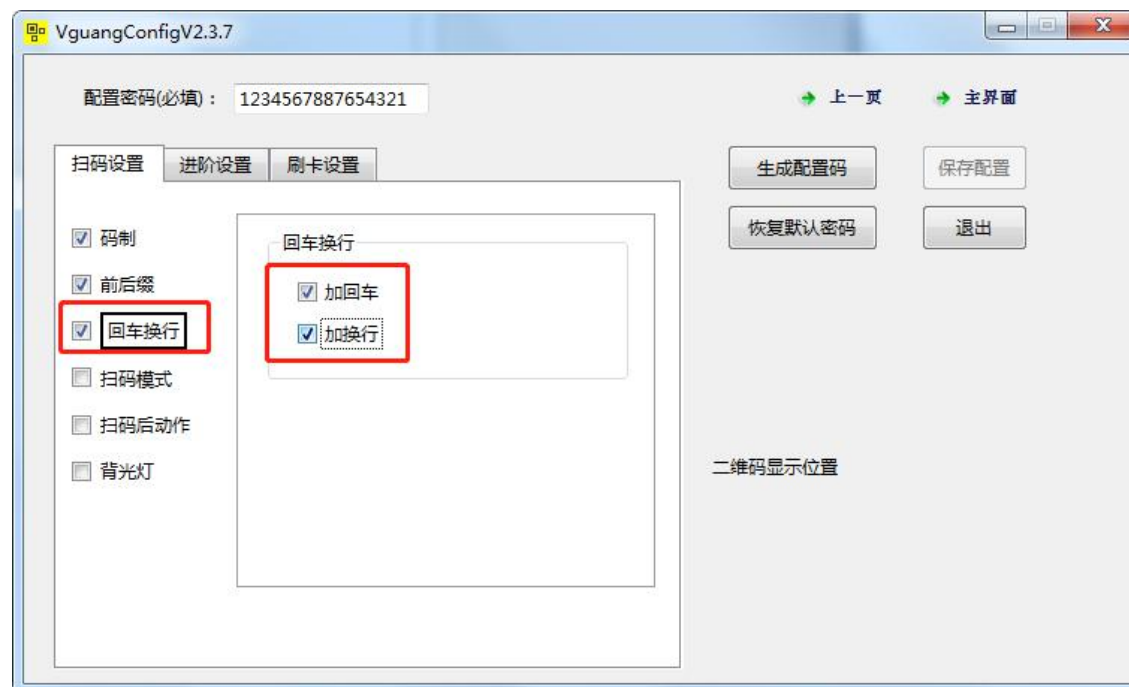 VguangConfigV2.3.7
配置密码(必填)： 1234567887654321
上一页 主界面
扫码设置 进阶设置 刷卡设置
生成配置码 保存配置
恢复默认密码 退出
码制
前后缀
回车换行
扫码模式
扫码后动作
背光灯
回车换行
加回车
加换行
二维码显示位置